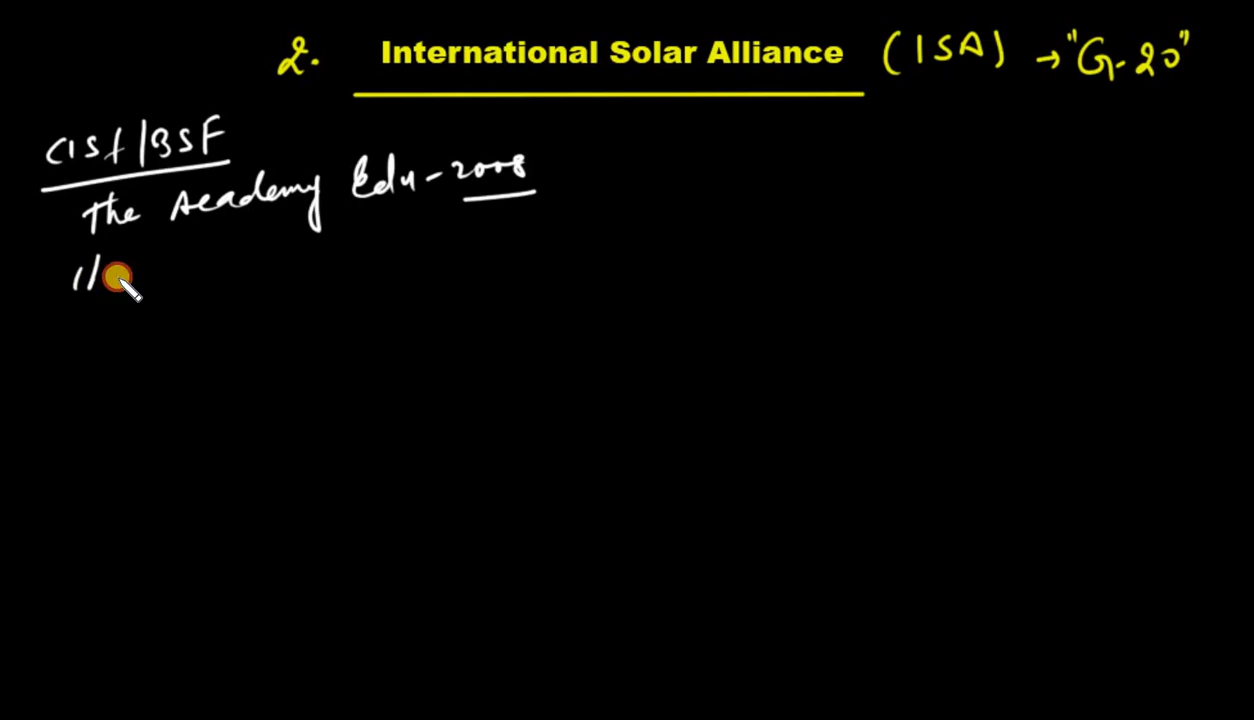 2. International Solar Alliance (ISA) → "G-20"
CISf/BSF
The Academy Edu-2008